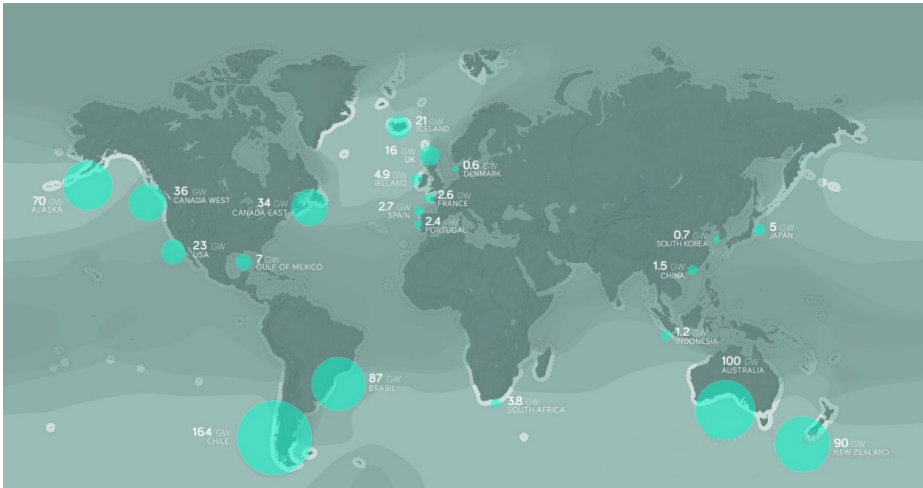 21 GW
ICELAND
16 GW
UK
0.6 GW
DENMARK
4.9 GW
IRELAND
2.6 GW
FRANCE
70 GW
ALASKA
36 GW
CANADA WEST
34 GW
CANADA EAST
2.7 GW
SPAIN
2.4 GW
PORTUGAL
23 GW
USA
7 GW
GULF OF MEXICO
0.7 GW
SOUTH KOREA
5 GW
JAPAN
1.5 GW
CHINA
1.2 GW
INDONESIA
100 GW
AUSTRALIA
87 GW
BRASIL
3.8 GW
SOUTH AFRICA
164 GW
CHILE
90 GW
NEW ZEALAND